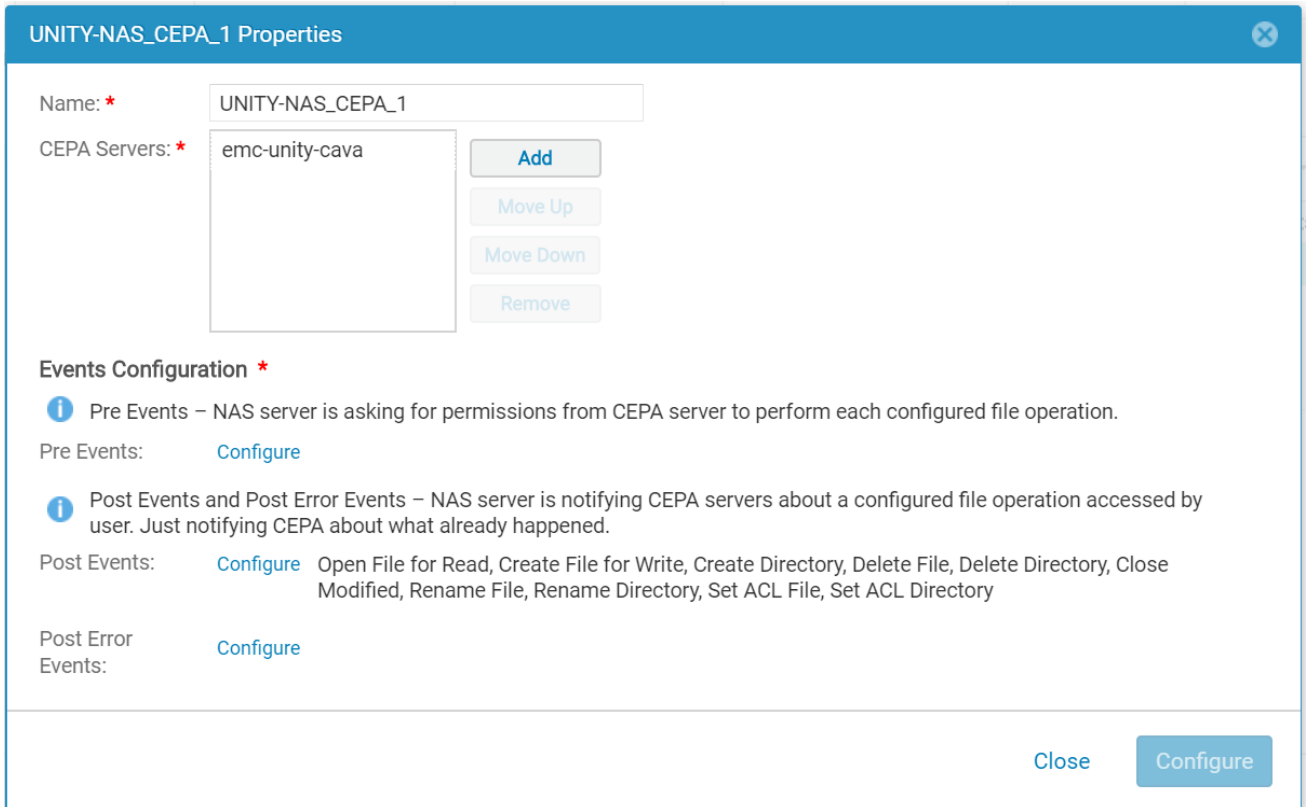 UNITY-NAS_CEPA_1 Properties
Name: *
UNITY-NAS_CEPA_1
CEPA Servers: *
emc-unity-cava
Add
Move Up
Move Down
Remove
Events Configuration *
Pre Events – NAS server is asking for permissions from CEPA server to perform each configured file operation.
Pre Events: Configure
Post Events and Post Error Events – NAS server is notifying CEPA servers about a configured file operation accessed by
user. Just notifying CEPA about what already happened.
Post Events: Configure Open File for Read, Create File for Write, Create Directory, Delete File, Delete Directory, Close
Modified, Rename File, Rename Directory, Set ACL File, Set ACL Directory
Post Error
Events:
Configure
Close Configure